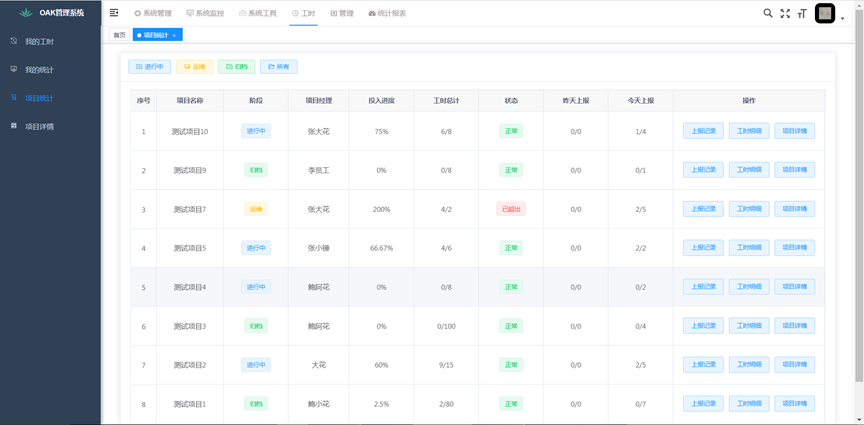 OAK管理系统
系统管理 系统监控 系统工具 工时 管理 统计报表
首页 项目统计 ×
我的工时
我的统计
项目统计
项目详情
进行中 运维 归档 所有
序号 项目名称 阶段 项目经理 投入进度 工时总计 状态 昨天上报 今天上报 操作
1 测试项目10 进行中 张大花 75% 6/8 正常 0/0 1/4 上报记录 工时明细 项目详情
2 测试项目9 归档 李员工 0% 0/8 正常 0/0 0/1 上报记录 工时明细 项目详情
3 测试项目7 运维 张大花 200% 4/2 已超出 0/0 2/5 上报记录 工时明细 项目详情
4 测试项目5 进行中 张小锤 66.67% 4/6 正常 0/0 2/2 上报记录 工时明细 项目详情
5 测试项目4 进行中 鲍阿花 0% 0/8 正常 0/0 0/2 上报记录 工时明细 项目详情
6 测试项目3 归档 鲍阿花 0% 0/100 正常 0/0 0/4 上报记录 工时明细 项目详情
7 测试项目2 进行中 大花 60% 9/15 正常 0/0 2/5 上报记录 工时明细 项目详情
8 测试项目1 归档 鲍小花 2.5% 2/80 正常 0/0 0/7 上报记录 工时明细 项目详情